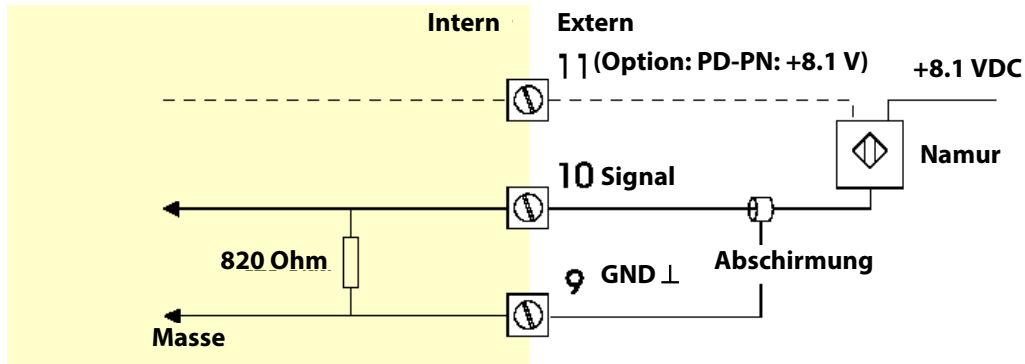 Intern Extern
11 (Option: PD-PN: +8.1 V) +8.1 VDC
Namur
10 Signal
820 Ohm
9 GND ⊥ Abschirmung
Masse